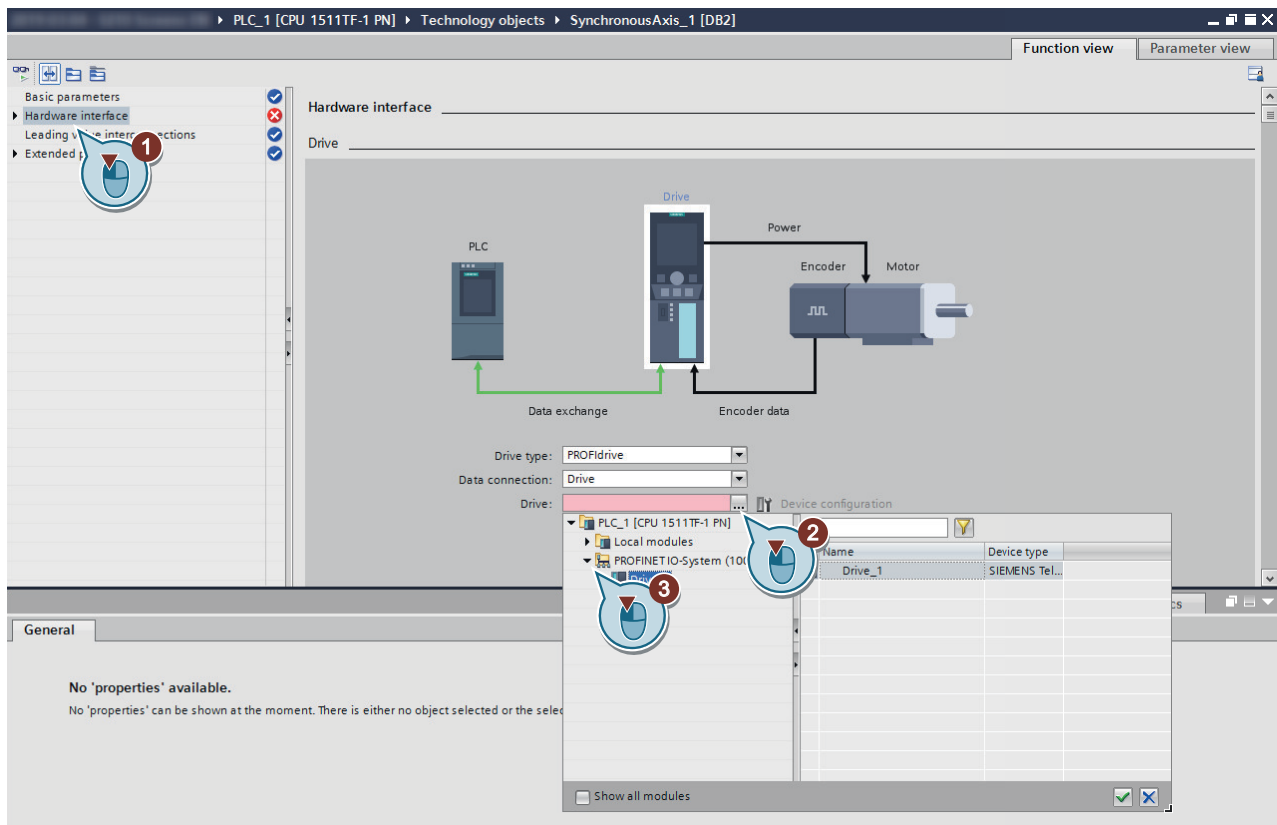 PLC_1 [CPU 1511TF-1 PN] Technology objects SynchronousAxis_1 [DB2]
Function view Parameter view
Basic parameters
Hardware interface
Leading
Extended
1
Hardware interface
Drive
Drive
Power
PLC
Encoder Motor
Data exchange Encoder data
Drive type: PROFIdrive
Data connection: Drive
Drive: ... Device configuration
PLC_1 [CPU 1511TF-1 PN]
Local modules
PROFINET IO-System
2
3
Name Device type
Drive_1 SIEMENS Tel...
Show all modules
General
No 'properties' available.
No 'properties' can be shown at the moment. There is either no object selected or the